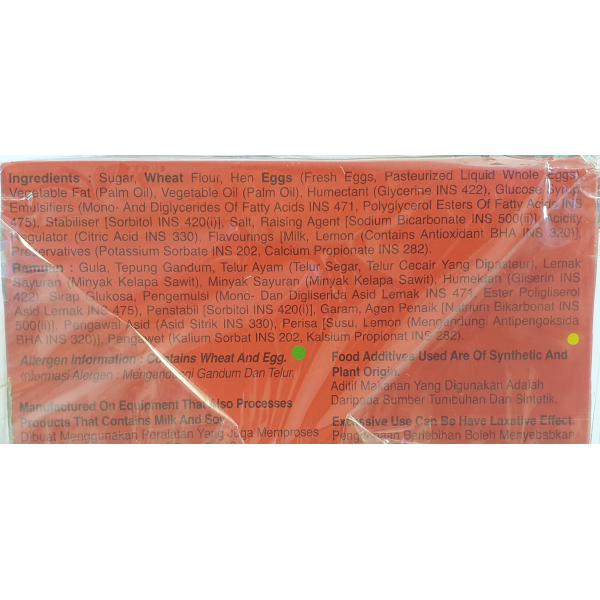 Ingredients : Sugar, Wheat Flour, Hen Eggs (Fresh Eggs, Pasteurized Liquid Whole Eggs)
Vegetable Fat (Palm Oil), Vegetable Oil (Palm Oil), Humectant (Glycerine INS 422), Glucose Syrup
Emulsifiers (Mono- And Diglycerides Of Fatty Acids INS 471, Polyglycerol Esters Of Fatty Acids INS
475), Stabiliser [Sorbitol INS 420(i)], Salt, Raising Agent [Sodium Bicarbonate INS 500(ii)], Acidity
Regulator (Citric Acid INS 330), Flavourings [Milk, Lemon (Contains Antioxidant BHA INS 320)],
Preservatives (Potassium Sorbate INS 202, Calcium Propionate INS 282).
Ramuan : Gula, Tepung Gandum, Telur Ayam (Telur Segar, Telur Cecair Yang Dipasteur), Lemak
Sayuran (Minyak Kelapa Sawit), Minyak Sayuran (Minyak Kelapa Sawit), Humektan (Gliserin INS
422), Sirap Glukosa, Pengemulsi (Mono- Dan Digliserida Asid Lemak INS 471, Ester Poligliserol
Asid Lemak INS 475), Penstabil [Sorbitol INS 420(i)], Garam, Agen Penaik [Natrium Bikarbonat INS
500(ii)], Pengawal Asid (Asid Sitrik INS 330), Perisa [Susu, Lemon (Mengandungi Antipengoksida
BHA INS 320)], Pengawet (Kalium Sorbat INS 202, Kalsium Propionat INS 282).
Allergen Information : Contains Wheat And Egg.
Informasi Alergen : Mengandungi Gandum Dan Telur.
Manufactured On Equipment That Also Processes
Products That Contains Milk And Soy.
Dibuat Menggunakan Peralatan Yang Juga Memproses
Food Additives Used Are Of Synthetic And
Plant Origin.
Aditif Makanan Yang Digunakan Adalah
Daripada Sumber Tumbuhan Dan Sintetik.
Excessive Use Can Be Have Laxative Effect.
Penggunaan Berlebihan Boleh Menyebabkan